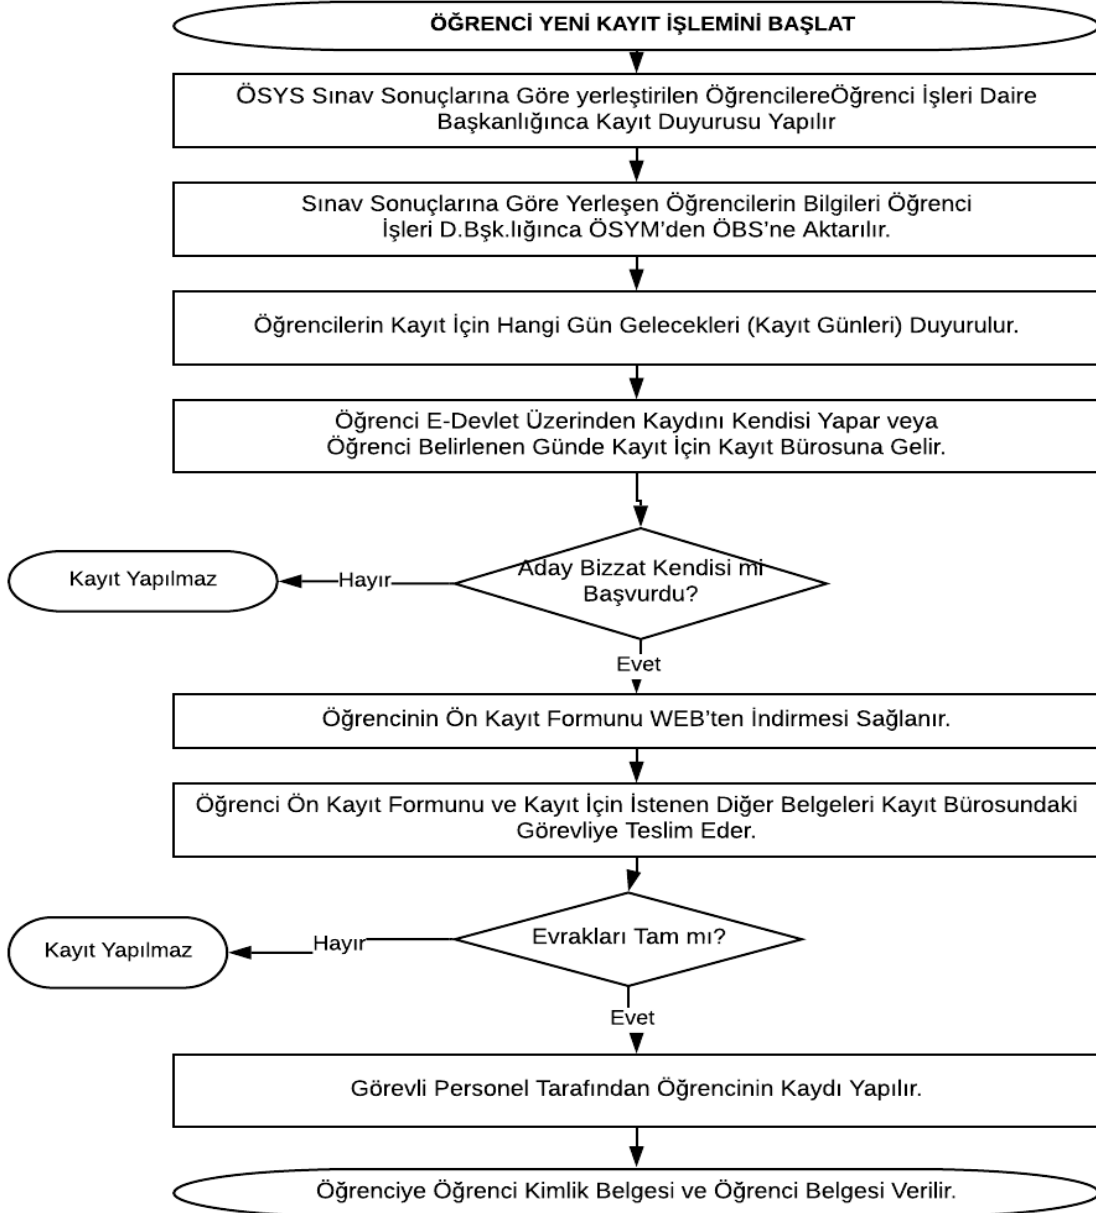 ÖĞRENCİ YENİ KAYIT İŞLEMİNİ BAŞLAT
ÖSYS Sınav Sonuçlarına Göre yerleştirilen ÖğrencilereÖğrenci İşleri Daire
Başkanlığınca Kayıt Duyurusu Yapılır
Sınav Sonuçlarına Göre Yerleşen Öğrencilerin Bilgileri Öğrenci
İşleri D.Bşk.lığınca ÖSYM’den ÖBS’ne Aktarılır.
Öğrencilerin Kayıt İçin Hangi Gün Gelecekleri (Kayıt Günleri) Duyurulur.
Öğrenci E-Devlet Üzerinden Kaydını Kendisi Yapar veya
Öğrenci Belirlenen Günde Kayıt İçin Kayıt Bürosuna Gelir.
Aday Bizzat Kendisi mi
Başvurdu?
Hayır
Kayıt Yapılmaz
Evet
Öğrencinin Ön Kayıt Formunu WEB’ten İndirmesi Sağlanır.
Öğrenci Ön Kayıt Formunu ve Kayıt İçin İstenen Diğer Belgeleri Kayıt Bürosundaki
Görevliye Teslim Eder.
Evrakları Tam mı?
Hayır
Kayıt Yapılmaz
Evet
Görevli Personel Tarafından Öğrencinin Kaydı Yapılır.
Öğrenciye Öğrenci Kimlik Belgesi ve Öğrenci Belgesi Verilir.